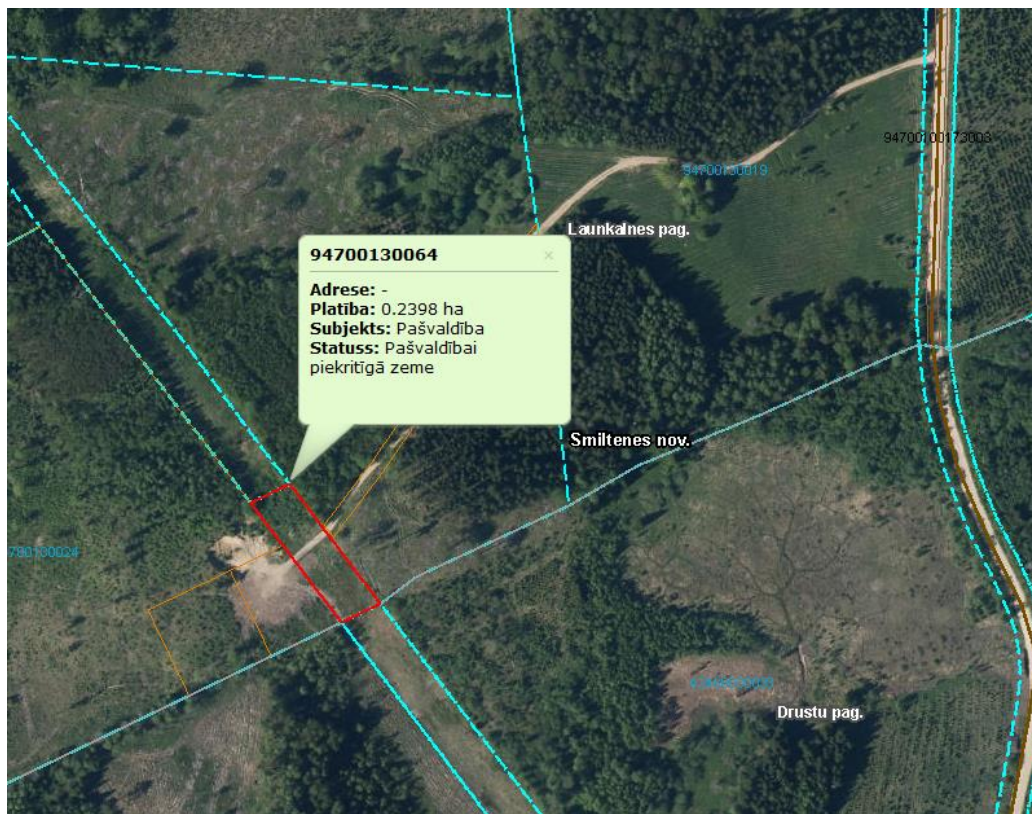 94700100173003
94700130019
Launkalnes pag.
94700130064
×
Adrese: -
Platība: 0.2398 ha
Subjekts: Pašvaldība
Statuss: Pašvaldībai
piekritīgā zeme
Smiltenes nov.
Drustu pag.